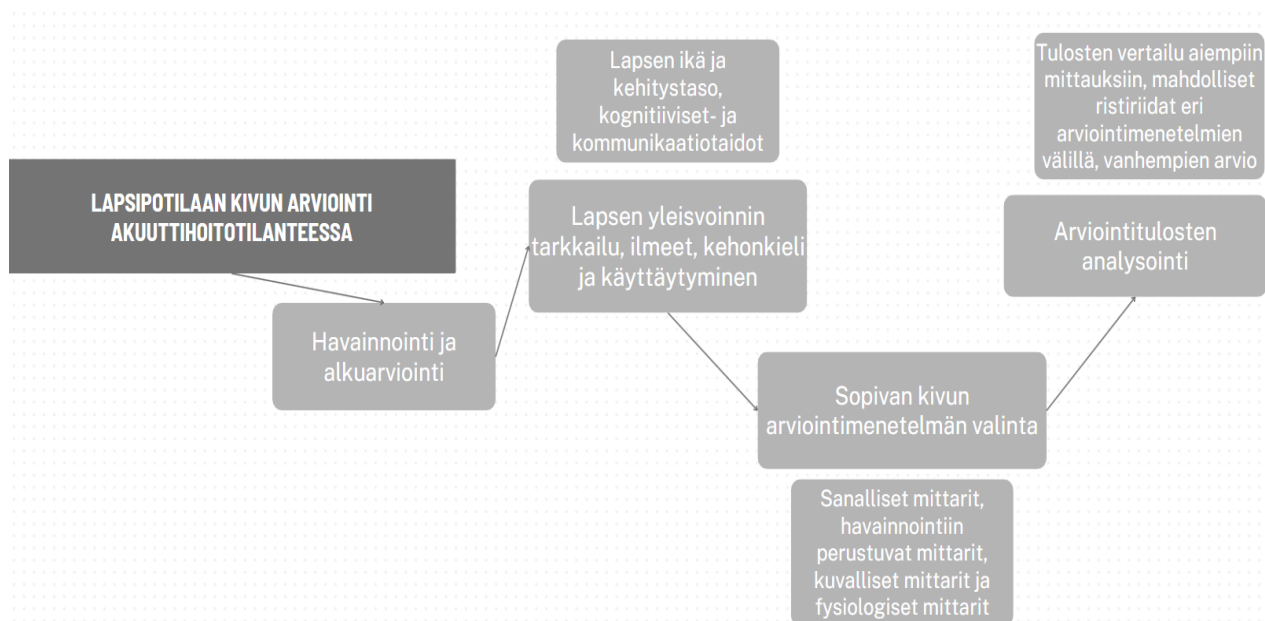 LAPSIPOTILAAN KIVUN ARVIOINTI
AKUUTTIHOITOTILANTEESSA
Havainnointi ja
alkuarviointi
Lapsen ikä ja
kehitystaso,
kognitiiviset- ja
kommunikaatiotaidot
Lapsen yleisvoinnin
tarkkailu, ilmeet, kehonkieli
ja käyttäytyminen
Sopivan kivun
arviointimenetelmän valinta
Sanalliset mittarit,
havainnointiin
perustuvat mittarit,
kuvalliset mittarit ja
fysiologiset mittarit
Tulosten vertailu aiempiin
mittauksiin, mahdolliset
ristiriidat eri
arviointimenetelmien
välillä, vanhempien arvio
Arviointitulosten
analysointi